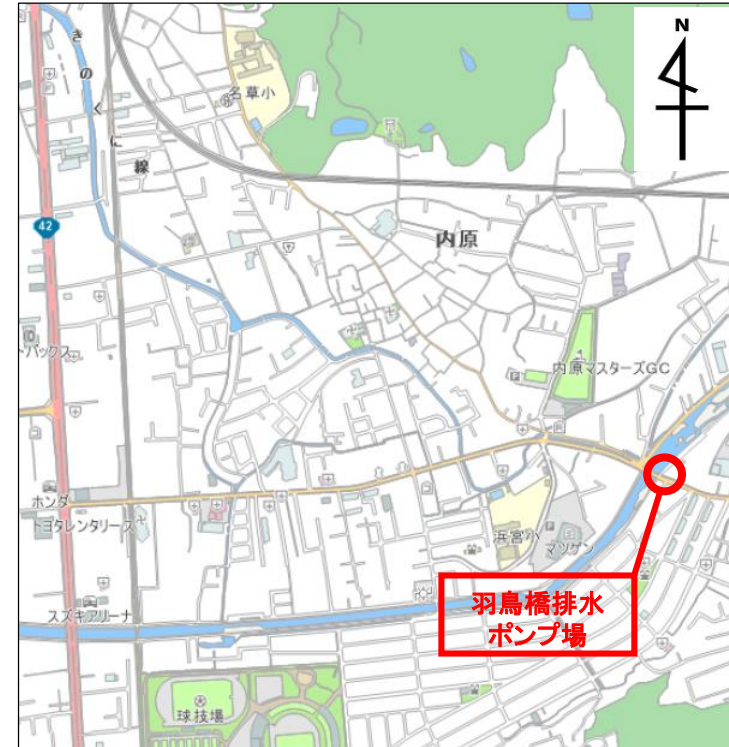 N
きのくに線
名草小
42
内原
トバックス
内原マスターズGC
ホンダ
トヨタレンタリース
浜宮小
マツゲン
羽鳥橋排水
ポンプ場
スズキアリーナ
球技場